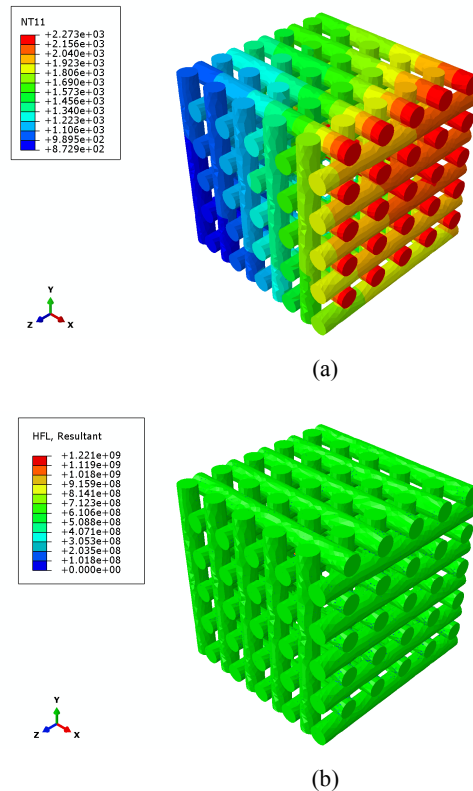 NT11
+2.273e+03
+2.156e+03
+2.040e+03
+1.923e+03
+1.806e+03
+1.690e+03
+1.573e+03
+1.456e+03
+1.340e+03
+1.223e+03
+1.106e+03
+9.895e+02
+8.729e+02
Y
Z X
(a)
HFL, Resultant
+1.221e+09
+1.119e+09
+1.018e+09
+9.159e+08
+8.141e+08
+7.123e+08
+6.106e+08
+5.088e+08
+4.071e+08
+3.053e+08
+2.035e+08
+1.018e+08
+0.000e+00
Y
Z X
(b)